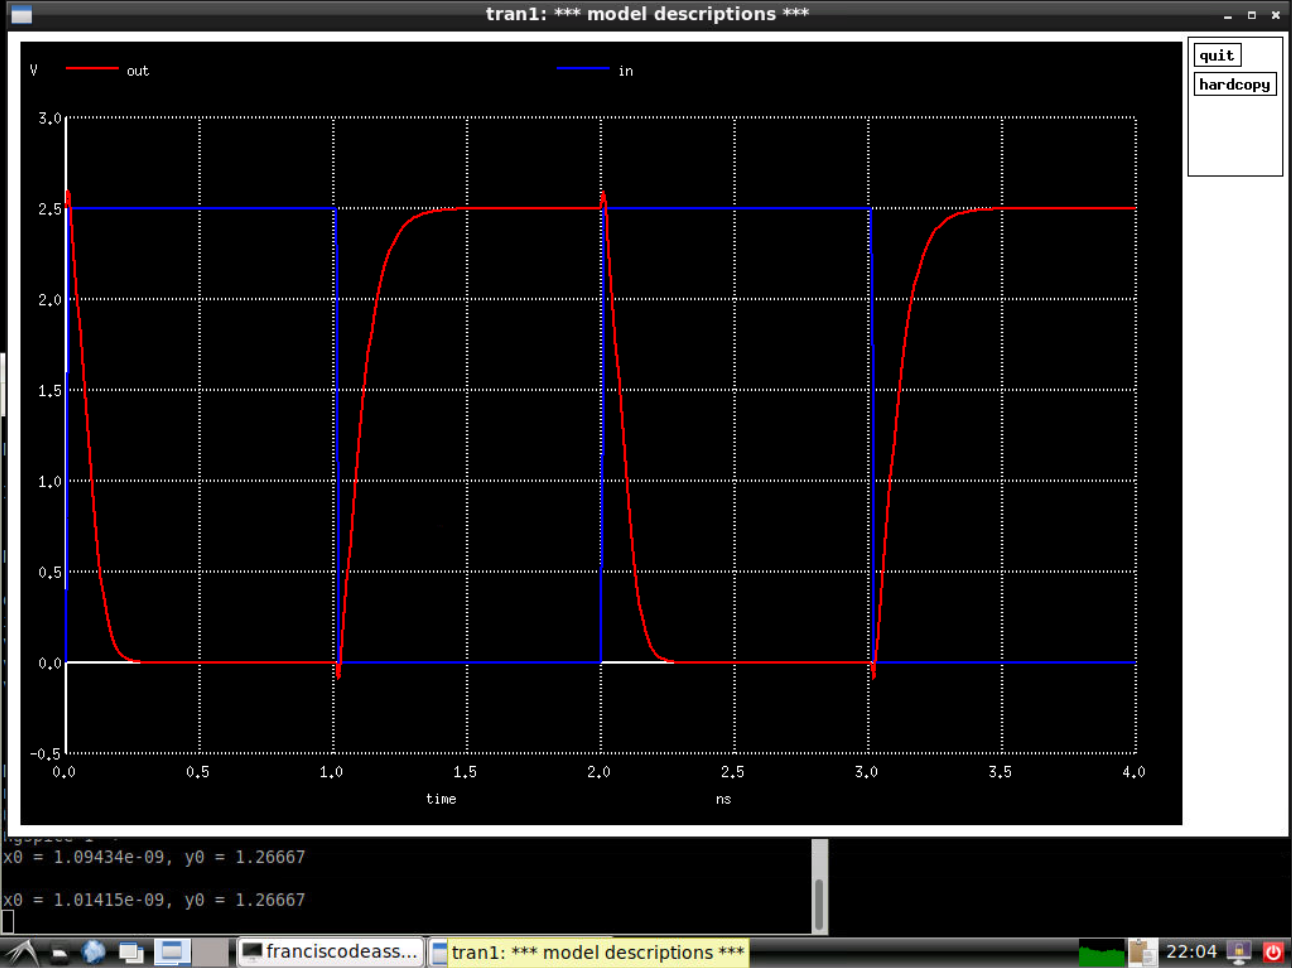 tran1: *** model descriptions ***
quit
hardcopy
V out in
3.0
2.5
2.0
1.5
1.0
0.5
0.0
-0.5
0.0 0.5 1.0 1.5 2.0 2.5 3.0 3.5 4.0
time ns
x0 = 1.09434e-09, y0 = 1.26667
x0 = 1.01415e-09, y0 = 1.26667
franciscodeass... tran1: *** model descriptions *** 22:04